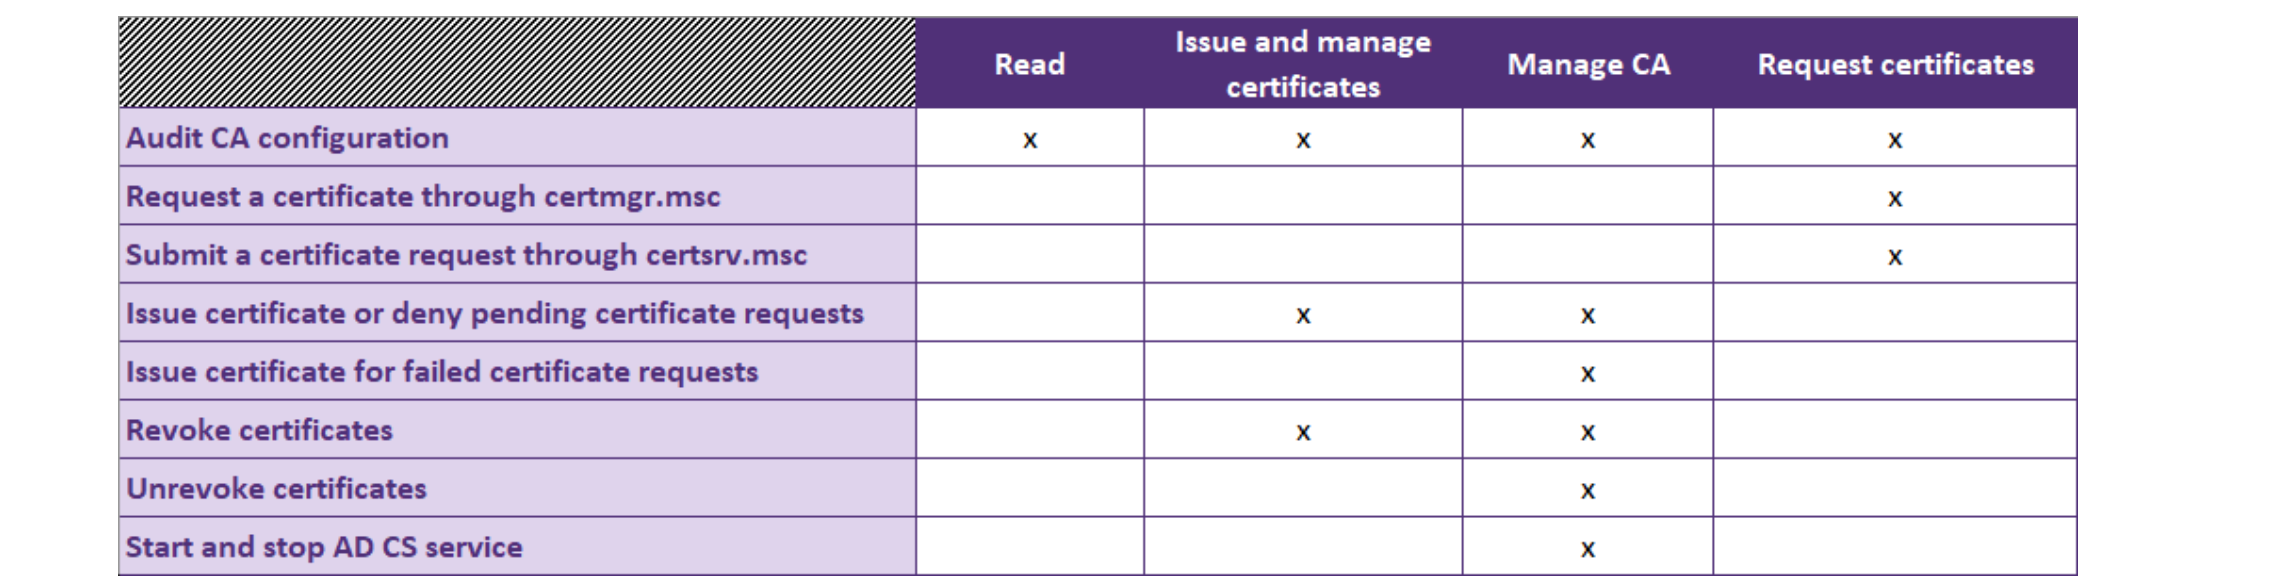 Read Issue and manage certificates Manage CA Request certificates
Audit CA configuration x x x x
Request a certificate through certmgr.msc x
Submit a certificate request through certsrv.msc x
Issue certificate or deny pending certificate requests x x
Issue certificate for failed certificate requests x
Revoke certificates x x
Unrevoke certificates x
Start and stop AD CS service x